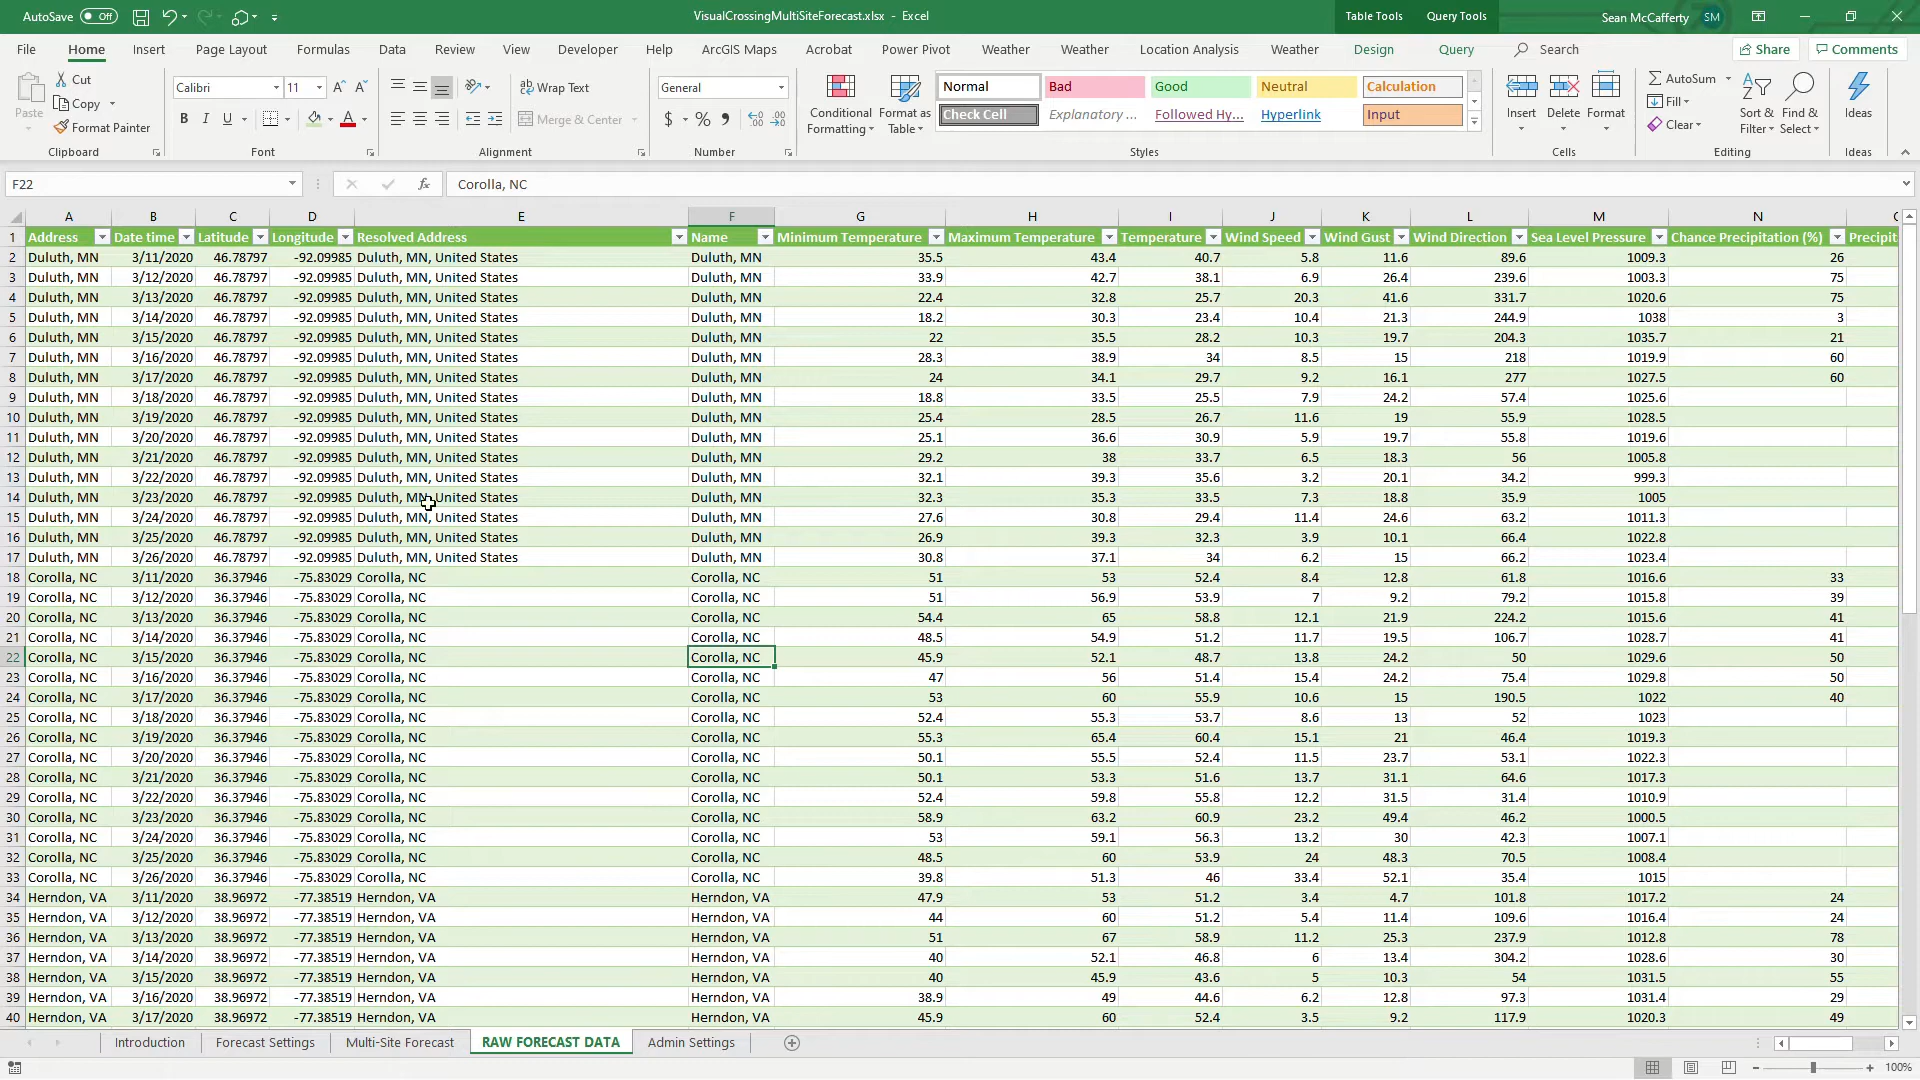 AutoSave Off VisualCrossingMultiSiteForecast.xlsx - Excel Table Tools Query Tools Sean McCafferty SM
File Home Insert Page Layout Formulas Data Review View Developer Help ArcGIS Maps Acrobat Power Pivot Weather Weather Location Analysis Weather Design Query Search Share Comments
Paste Cut Copy Format Painter Clipboard
Calibri 11 B I U A Font
Wrap Text Merge & Center Alignment
General $ % Number
Conditional Formatting Format as Table Normal Bad Good Neutral Calculation
Check Cell Explanatory ... Followed Hy... Hyperlink Input Styles
Insert Delete Format Cells
AutoSum Fill Clear Sort & Filter Find & Select Editing
Ideas Ideas
F22 fx Corolla, NC
A B C D E F G H I J K L M N
1 Address Date time Latitude Longitude Resolved Address Name Minimum Temperature Maximum Temperature Temperature Wind Speed Wind Gust Wind Direction Sea Level Pressure Chance Precipitation (%) Precipit
2 Duluth, MN 3/11/2020 46.78797 -92.09985 Duluth, MN, United States Duluth, MN 35.5 43.4 40.7 5.8 11.6 89.6 1009.3 26
3 Duluth, MN 3/12/2020 46.78797 -92.09985 Duluth, MN, United States Duluth, MN 33.9 42.7 38.1 6.9 26.4 239.6 1003.3 75
4 Duluth, MN 3/13/2020 46.78797 -92.09985 Duluth, MN, United States Duluth, MN 22.4 32.8 25.7 20.3 41.6 331.7 1020.6 75
5 Duluth, MN 3/14/2020 46.78797 -92.09985 Duluth, MN, United States Duluth, MN 18.2 30.3 23.4 10.4 21.3 244.9 1038 3
6 Duluth, MN 3/15/2020 46.78797 -92.09985 Duluth, MN, United States Duluth, MN 22 35.5 28.2 10.3 19.7 204.3 1035.7 21
7 Duluth, MN 3/16/2020 46.78797 -92.09985 Duluth, MN, United States Duluth, MN 28.3 38.9 34 8.5 15 218 1019.9 60
8 Duluth, MN 3/17/2020 46.78797 -92.09985 Duluth, MN, United States Duluth, MN 24 34.1 29.7 9.2 16.1 277 1027.5 60
9 Duluth, MN 3/18/2020 46.78797 -92.09985 Duluth, MN, United States Duluth, MN 18.8 33.5 25.5 7.9 24.2 57.4 1025.6
10 Duluth, MN 3/19/2020 46.78797 -92.09985 Duluth, MN, United States Duluth, MN 25.4 28.5 26.7 11.6 19 55.9 1028.5
11 Duluth, MN 3/20/2020 46.78797 -92.09985 Duluth, MN, United States Duluth, MN 25.1 36.6 30.9 5.9 19.7 55.8 1019.6
12 Duluth, MN 3/21/2020 46.78797 -92.09985 Duluth, MN, United States Duluth, MN 29.2 38 33.7 6.5 18.3 56 1005.8
13 Duluth, MN 3/22/2020 46.78797 -92.09985 Duluth, MN, United States Duluth, MN 32.1 39.3 35.6 3.2 20.1 34.2 999.3
14 Duluth, MN 3/23/2020 46.78797 -92.09985 Duluth, MN, United States Duluth, MN 32.3 35.3 33.5 7.3 18.8 35.9 1005
15 Duluth, MN 3/24/2020 46.78797 -92.09985 Duluth, MN, United States Duluth, MN 27.6 30.8 29.4 11.4 24.6 63.2 1011.3
16 Duluth, MN 3/25/2020 46.78797 -92.09985 Duluth, MN, United States Duluth, MN 26.9 39.3 32.3 3.9 10.1 66.4 1022.8
17 Duluth, MN 3/26/2020 46.78797 -92.09985 Duluth, MN, United States Duluth, MN 30.8 37.1 34 6.2 15 66.2 1023.4
18 Corolla, NC 3/11/2020 36.37946 -75.83029 Corolla, NC Corolla, NC 51 53 52.4 8.4 12.8 61.8 1016.6 33
19 Corolla, NC 3/12/2020 36.37946 -75.83029 Corolla, NC Corolla, NC 51 56.9 53.9 7 9.2 79.2 1015.8 39
20 Corolla, NC 3/13/2020 36.37946 -75.83029 Corolla, NC Corolla, NC 54.4 65 58.8 12.1 21.9 224.2 1015.6 41
21 Corolla, NC 3/14/2020 36.37946 -75.83029 Corolla, NC Corolla, NC 48.5 54.9 51.2 11.7 19.5 106.7 1028.7 41
22 Corolla, NC 3/15/2020 36.37946 -75.83029 Corolla, NC Corolla, NC 45.9 52.1 48.7 13.8 24.2 50 1029.6 50
23 Corolla, NC 3/16/2020 36.37946 -75.83029 Corolla, NC Corolla, NC 47 56 51.4 15.4 24.2 75.4 1029.8 50
24 Corolla, NC 3/17/2020 36.37946 -75.83029 Corolla, NC Corolla, NC 53 60 55.9 10.6 15 190.5 1022 40
25 Corolla, NC 3/18/2020 36.37946 -75.83029 Corolla, NC Corolla, NC 52.4 55.3 53.7 8.6 13 52 1023
26 Corolla, NC 3/19/2020 36.37946 -75.83029 Corolla, NC Corolla, NC 55.3 65.4 60.4 15.1 21 46.4 1019.3
27 Corolla, NC 3/20/2020 36.37946 -75.83029 Corolla, NC Corolla, NC 50.1 55.5 52.4 11.5 23.7 53.1 1022.3
28 Corolla, NC 3/21/2020 36.37946 -75.83029 Corolla, NC Corolla, NC 50.1 53.3 51.6 13.7 31.1 64.6 1017.3
29 Corolla, NC 3/22/2020 36.37946 -75.83029 Corolla, NC Corolla, NC 52.4 59.8 55.8 12.2 31.5 31.4 1010.9
30 Corolla, NC 3/23/2020 36.37946 -75.83029 Corolla, NC Corolla, NC 58.9 63.2 60.9 23.2 49.4 46.2 1000.5
31 Corolla, NC 3/24/2020 36.37946 -75.83029 Corolla, NC Corolla, NC 53 59.1 56.3 13.2 30 42.3 1007.1
32 Corolla, NC 3/25/2020 36.37946 -75.83029 Corolla, NC Corolla, NC 48.5 60 53.9 24 48.3 70.5 1008.4
33 Corolla, NC 3/26/2020 36.37946 -75.83029 Corolla, NC Corolla, NC 39.8 51.3 46 33.4 52.1 35.4 1015
34 Herndon, VA 3/11/2020 38.96972 -77.38519 Herndon, VA Herndon, VA 47.9 53 51.2 3.4 4.7 101.8 1017.2 24
35 Herndon, VA 3/12/2020 38.96972 -77.38519 Herndon, VA Herndon, VA 44 60 51.2 5.4 11.4 109.6 1016.4 24
36 Herndon, VA 3/13/2020 38.96972 -77.38519 Herndon, VA Herndon, VA 51 67 58.9 11.2 25.3 237.9 1012.8 78
37 Herndon, VA 3/14/2020 38.96972 -77.38519 Herndon, VA Herndon, VA 40 52.1 46.8 6 13.4 304.2 1028.6 30
38 Herndon, VA 3/15/2020 38.96972 -77.38519 Herndon, VA Herndon, VA 40 45.9 43.6 5 10.3 54 1031.5 55
39 Herndon, VA 3/16/2020 38.96972 -77.38519 Herndon, VA Herndon, VA 38.9 49 44.6 6.2 12.8 97.3 1031.4 29
40 Herndon, VA 3/17/2020 38.96972 -77.38519 Herndon, VA Herndon, VA 45.9 60 52.4 3.5 9.2 117.9 1020.3 49
Introduction Forecast Settings Multi-Site Forecast RAW FORECAST DATA Admin Settings
100%